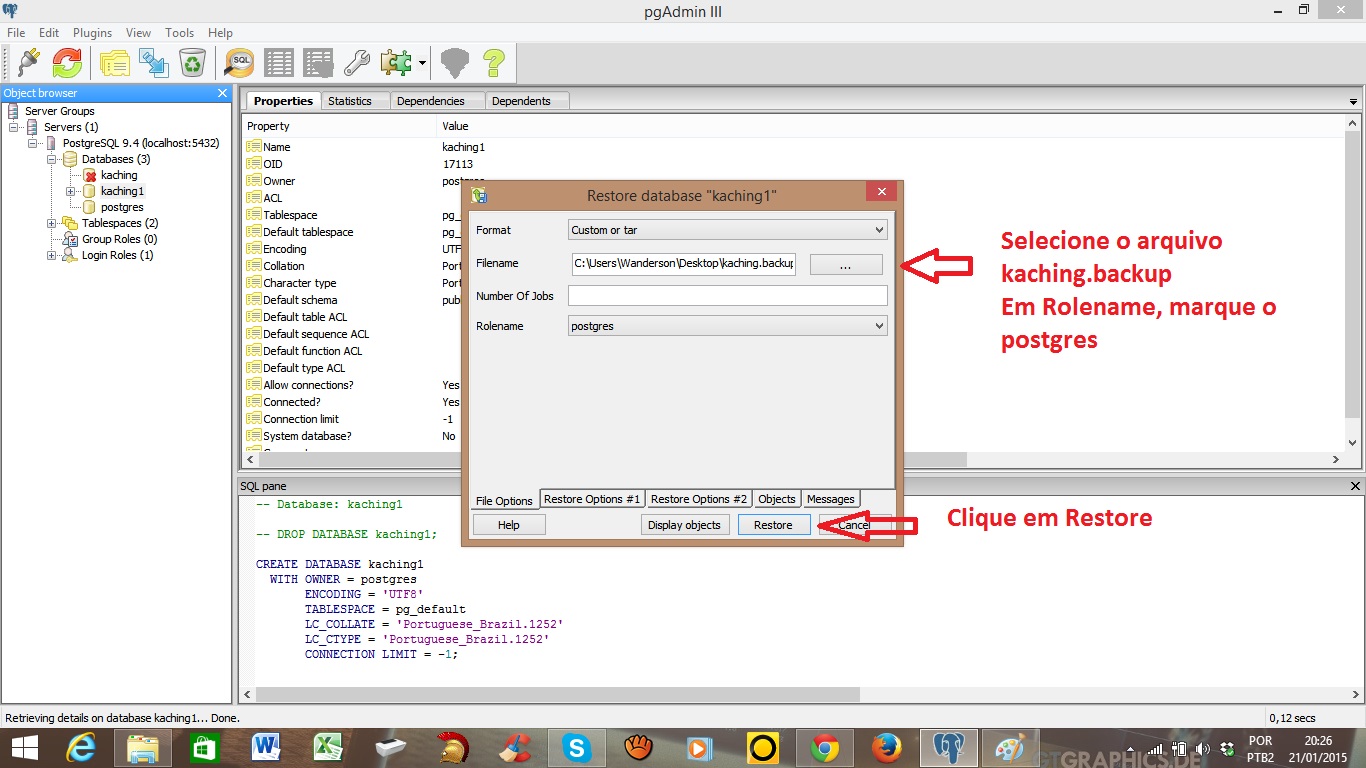 pgAdmin III
File Edit Plugins View Tools Help
SQL
Object browser
Server Groups
Servers (1)
PostgreSQL 9.4 (localhost:5432)
Databases (3)
kaching
kaching1
postgres
Tablespaces (2)
Group Roles (0)
Login Roles (1)
Properties Statistics Dependencies Dependents
Property Value
Name kaching1
OID 17113
Owner
ACL
Tablespace pg_
Default tablespace pg_
Encoding UTF
Collation Port
Character type Port
Default schema pub
Default table ACL
Default sequence ACL
Default function ACL
Default type ACL
Allow connections? Yes
Connected? Yes
Connection limit -1
System database? No
Restore database "kaching1"
Format Custom or tar
Filename C:\Users\Wanderson\Desktop\kaching.backup ...
Number Of Jobs
Rolename postgres
File Options Restore Options #1 Restore Options #2 Objects Messages
Help Display objects Restore Cancel
Selecione o arquivo
kaching.backup
Em Rolename, marque o
postgres
Clique em Restore
SQL pane
-- Database: kaching1
-- DROP DATABASE kaching1;
CREATE DATABASE kaching1
WITH OWNER = postgres
ENCODING = 'UTF8'
TABLESPACE = pg_default
LC_COLLATE = 'Portuguese_Brazil.1252'
LC_CTYPE = 'Portuguese_Brazil.1252'
CONNECTION LIMIT = -1;
Retrieving details on database kaching1... Done. 0,12 secs
POR 20:26
PTB2 21/01/2015
GTGRAPHICS.DE